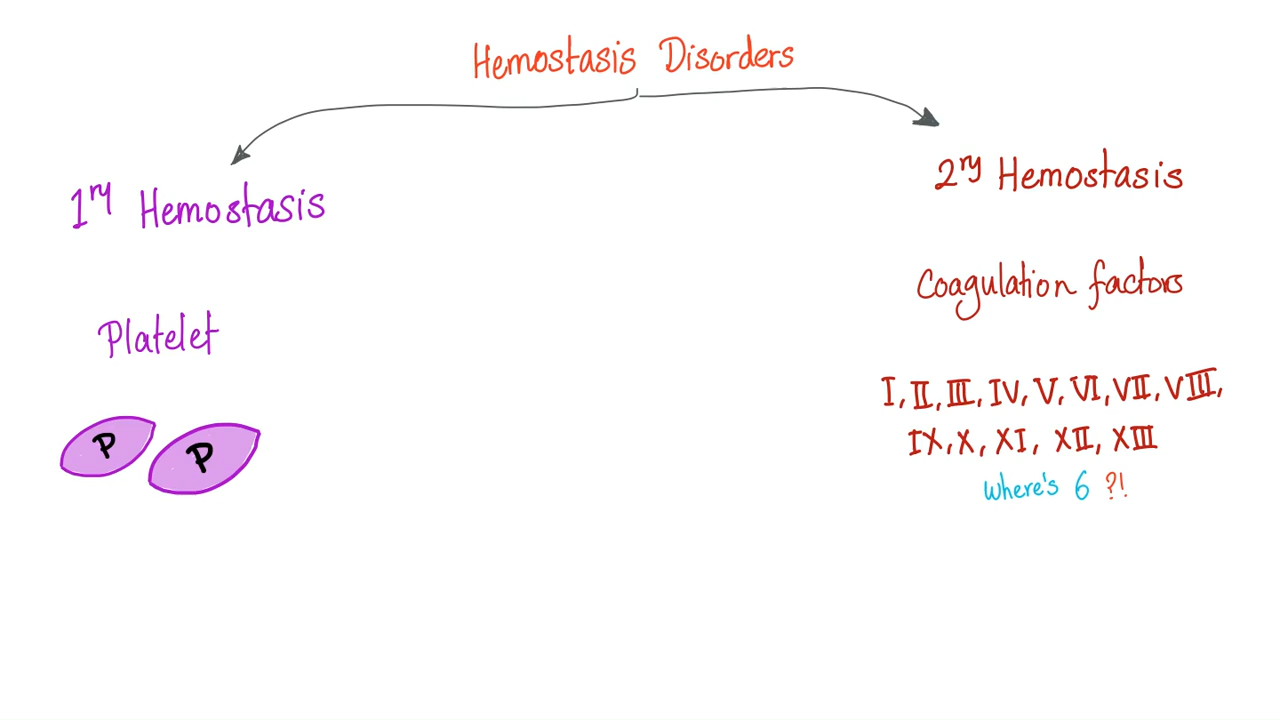 Hemostasis Disorders
1ry Hemostasis
Platelet
P
P
2ry Hemostasis
Coagulation factors
I, II, III, IV, V, VI, VII, VIII,
IX, X, XI, XII, XIII
Where's 6 ?!